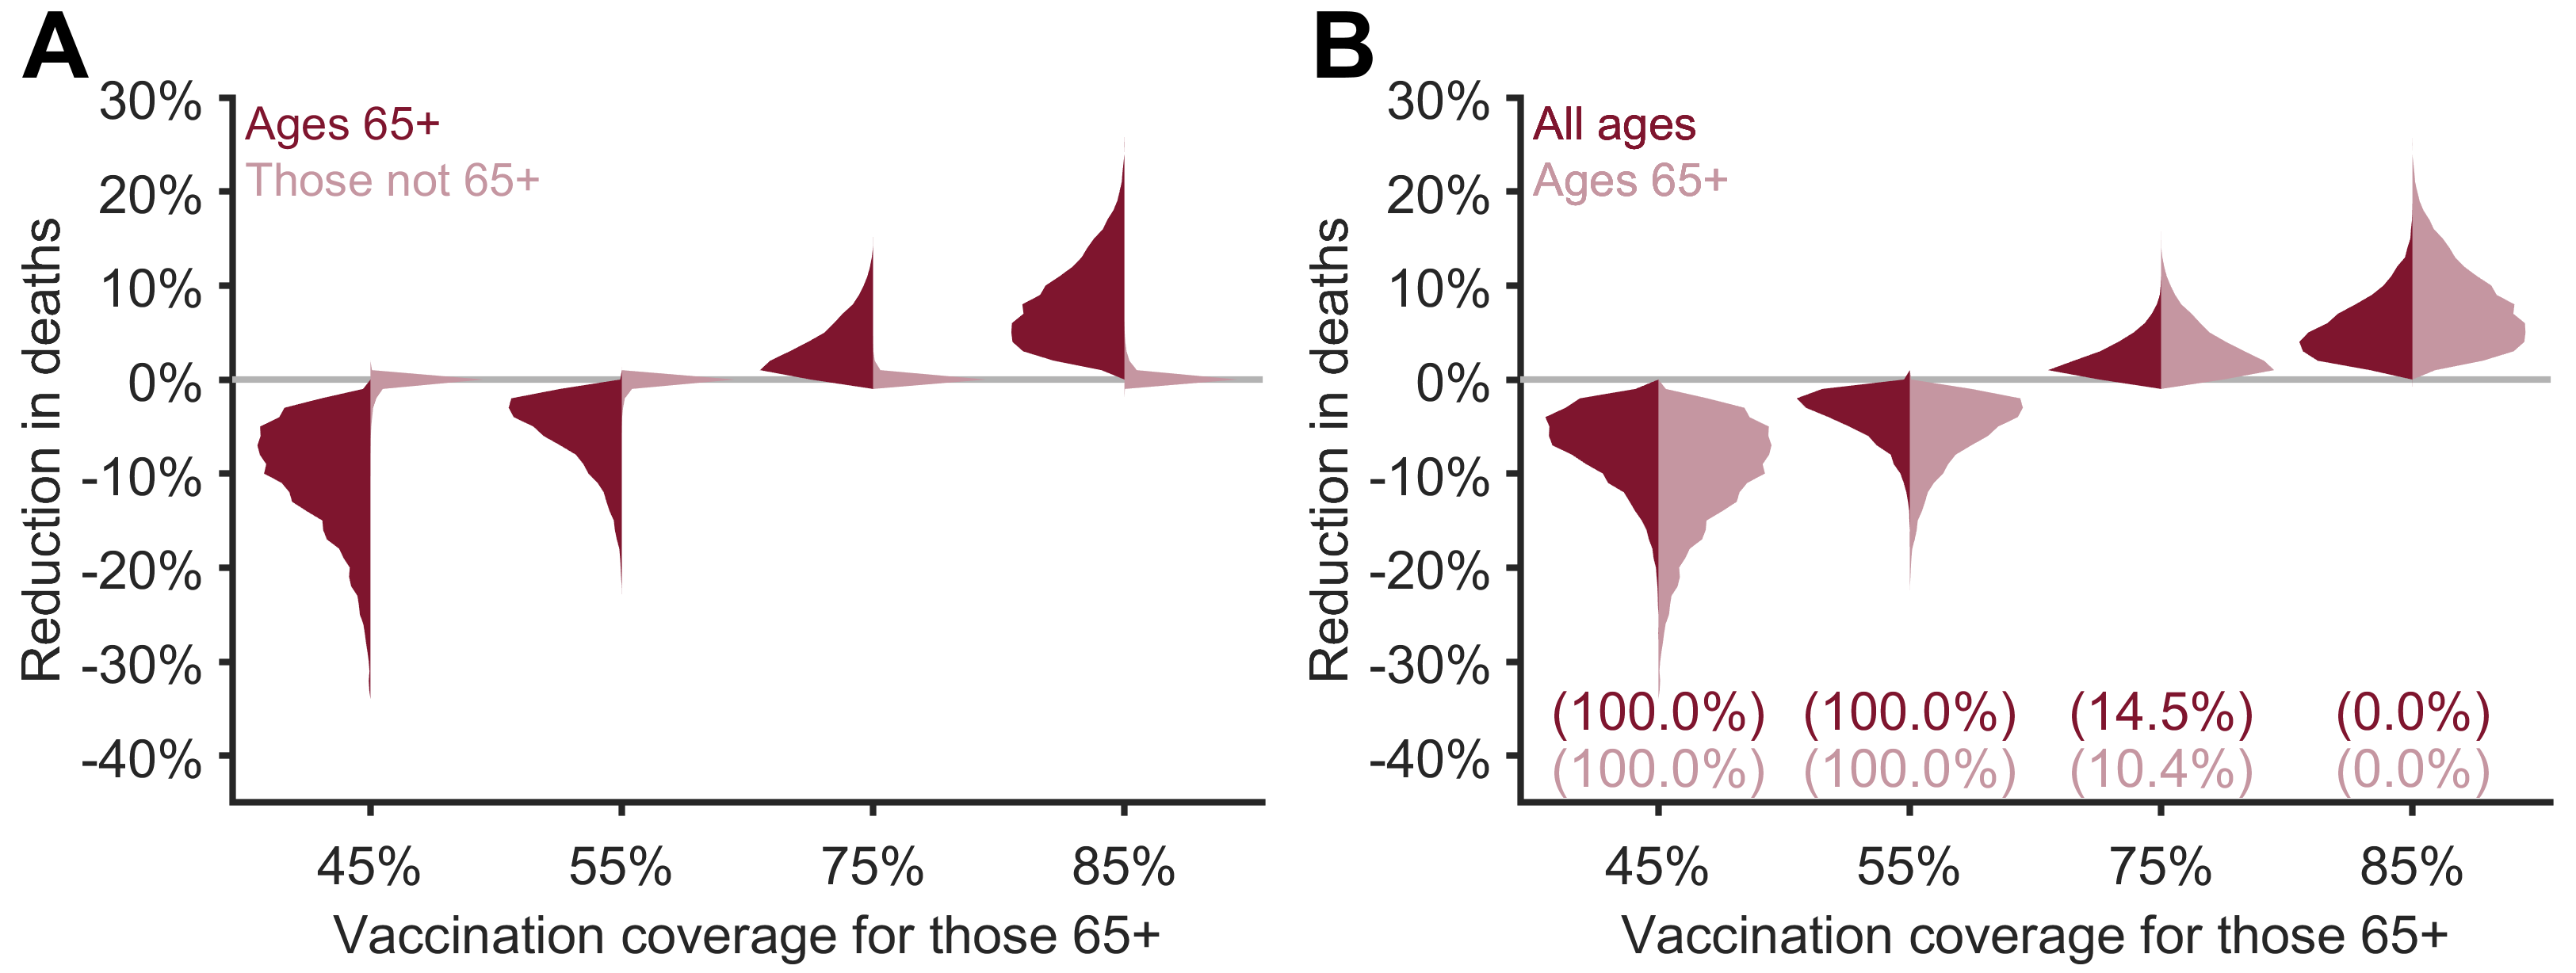 A
30%
20%
10%
0%
-10%
-20%
-30%
-40%
Reduction in deaths
Ages 65+
Those not 65+
45% 55% 75% 85%
Vaccination coverage for those 65+
B
30%
20%
10%
0%
-10%
-20%
-30%
-40%
Reduction in deaths
All ages
Ages 65+
(100.0%) (100.0%) (14.5%) (0.0%)
(100.0%) (100.0%) (10.4%) (0.0%)
45% 55% 75% 85%
Vaccination coverage for those 65+